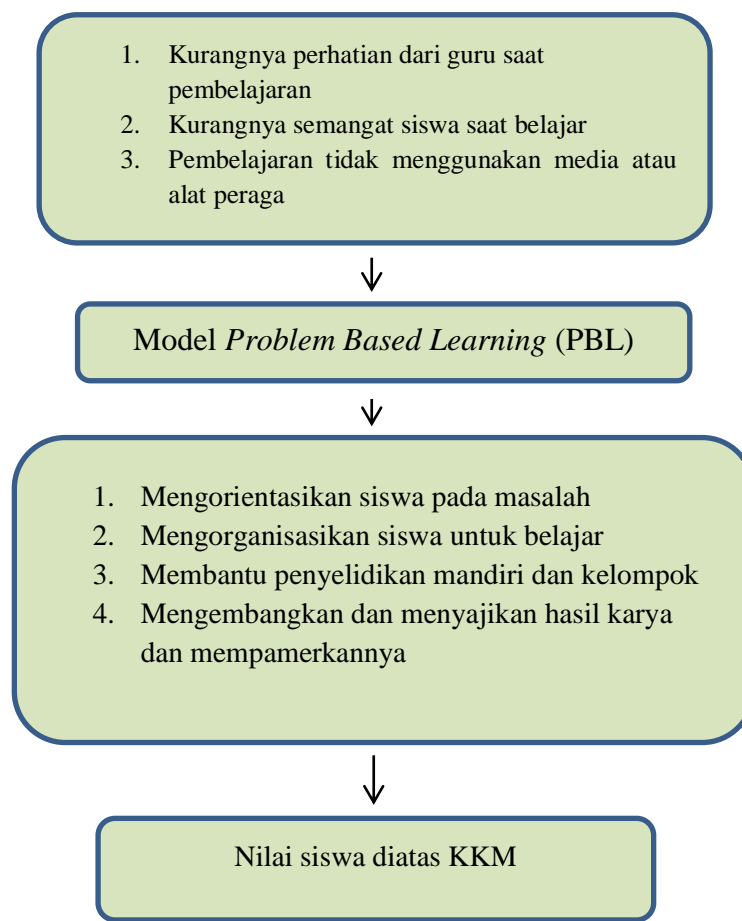 1. Kurangnya perhatian dari guru saat
pembelajaran
2. Kurangnya semangat siswa saat belajar
3. Pembelajaran tidak menggunakan media atau
alat peraga
Model Problem Based Learning (PBL)
1. Mengorientasikan siswa pada masalah
2. Mengorganisasikan siswa untuk belajar
3. Membantu penyelidikan mandiri dan kelompok
4. Mengembangkan dan menyajikan hasil karya
dan mempamerkannya
Nilai siswa diatas KKM